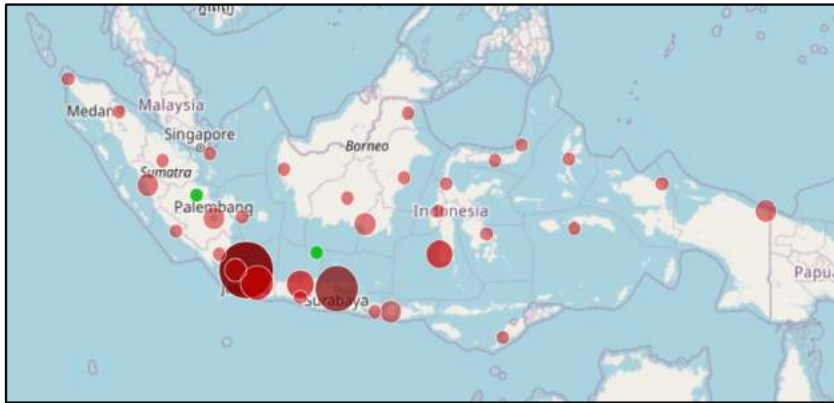 Medan
Malaysia
Singapore
Borneo
Sumatra
Palembang
Indonesia
Surabaya
Papua